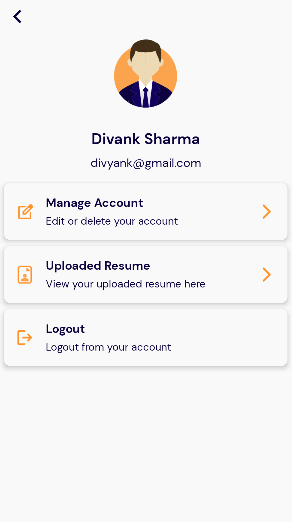 Divank Sharma
divyank@gmail.com
Manage Account
Edit or delete your account
Uploaded Resume
View your uploaded resume here
Logout
Logout from your account